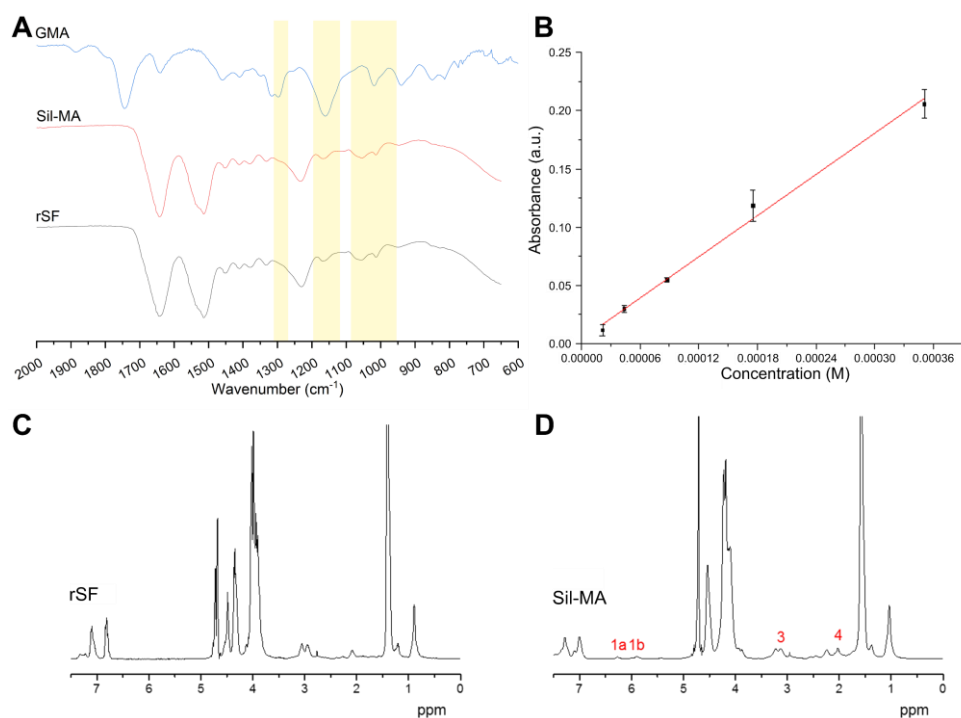 A
GMA
Sil-MA
rSF
2000 1900 1800 1700 1600 1500 1400 1300 1200 1100 1000 900 800 700 600
Wavenumber (cm⁻¹)
B
0.25
0.20
0.15
0.10
0.05
0.00
Absorbance (a.u.)
0.00000 0.00006 0.00012 0.00018 0.00024 0.00030 0.00036
Concentration (M)
C
rSF
7 6 5 4 3 2 1 0
ppm
D
Sil-MA
1a1b
3
4
7 6 5 4 3 2 1 0
ppm